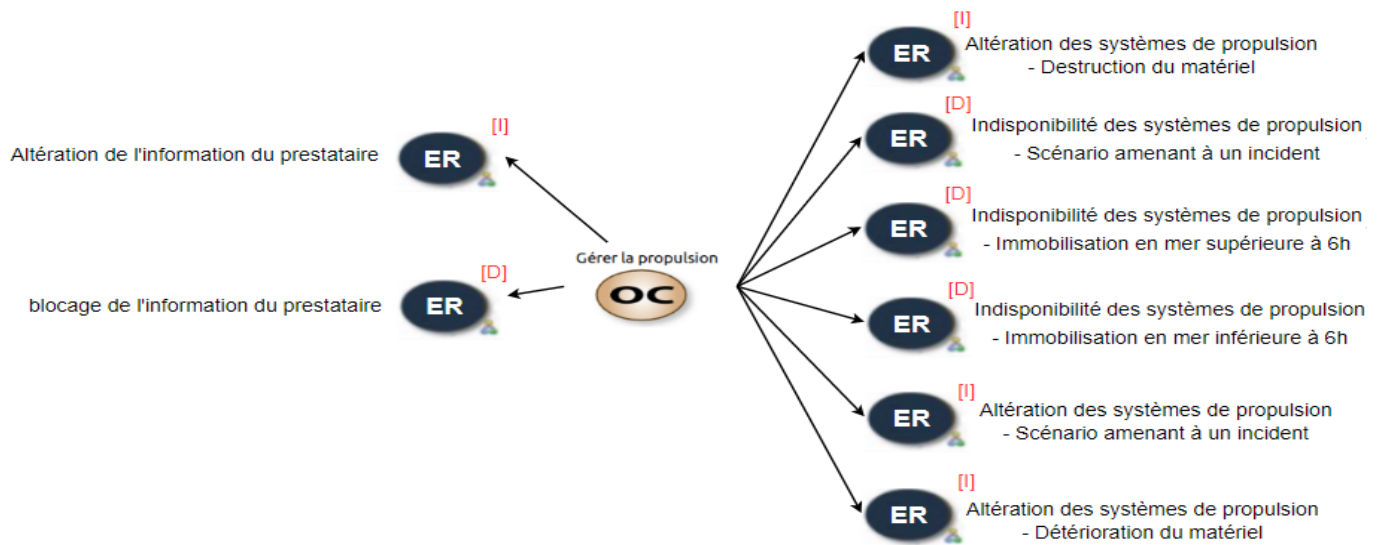 [I]
ER
Altération de l'information du prestataire
[D]
ER
blocage de l'information du prestataire
Gérer la propulsion
OC
[I]
ER
Altération des systèmes de propulsion
- Destruction du matériel
[D]
ER
Indisponibilité des systèmes de propulsion
- Scénario amenant à un incident
[D]
ER
Indisponibilité des systèmes de propulsion
- Immobilisation en mer supérieure à 6h
[D]
ER
Indisponibilité des systèmes de propulsion
- Immobilisation en mer inférieure à 6h
[I]
ER
Altération des systèmes de propulsion
- Scénario amenant à un incident
[I]
ER
Altération des systèmes de propulsion
- Détérioration du matériel